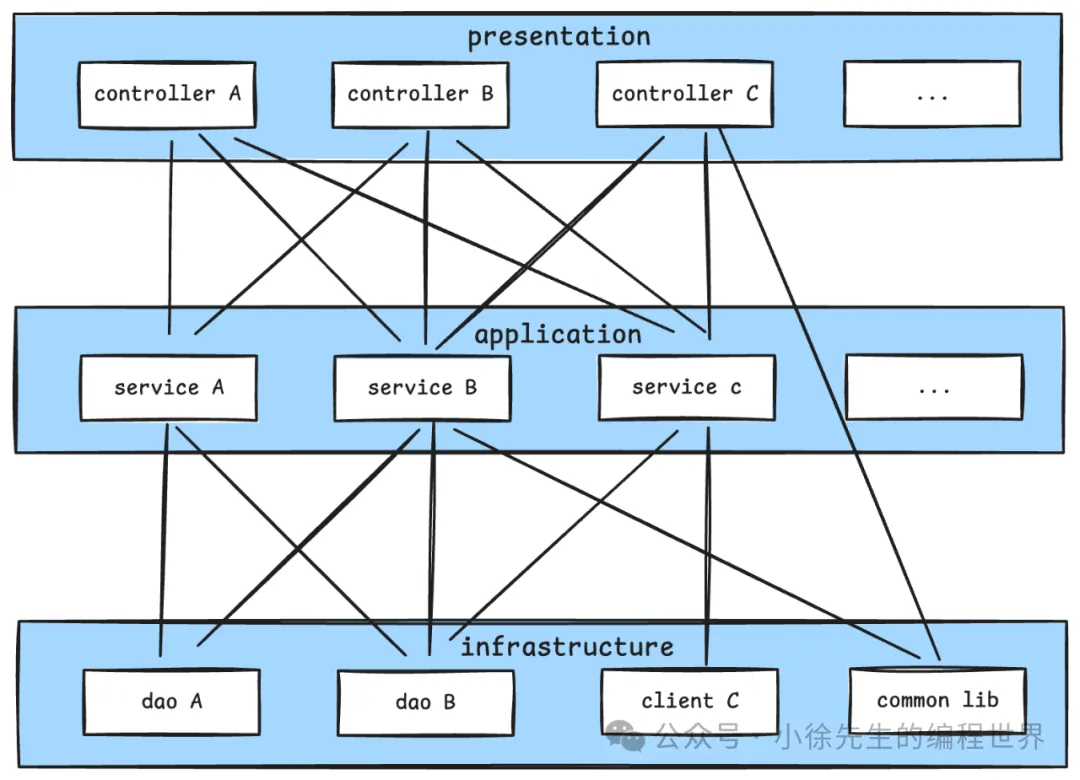 presentation
controller A
controller B
controller C
...
application
service A
service B
service c
...
infrastructure
dao A
dao B
client C
common lib
公众号 · 小徐先生的编程世界